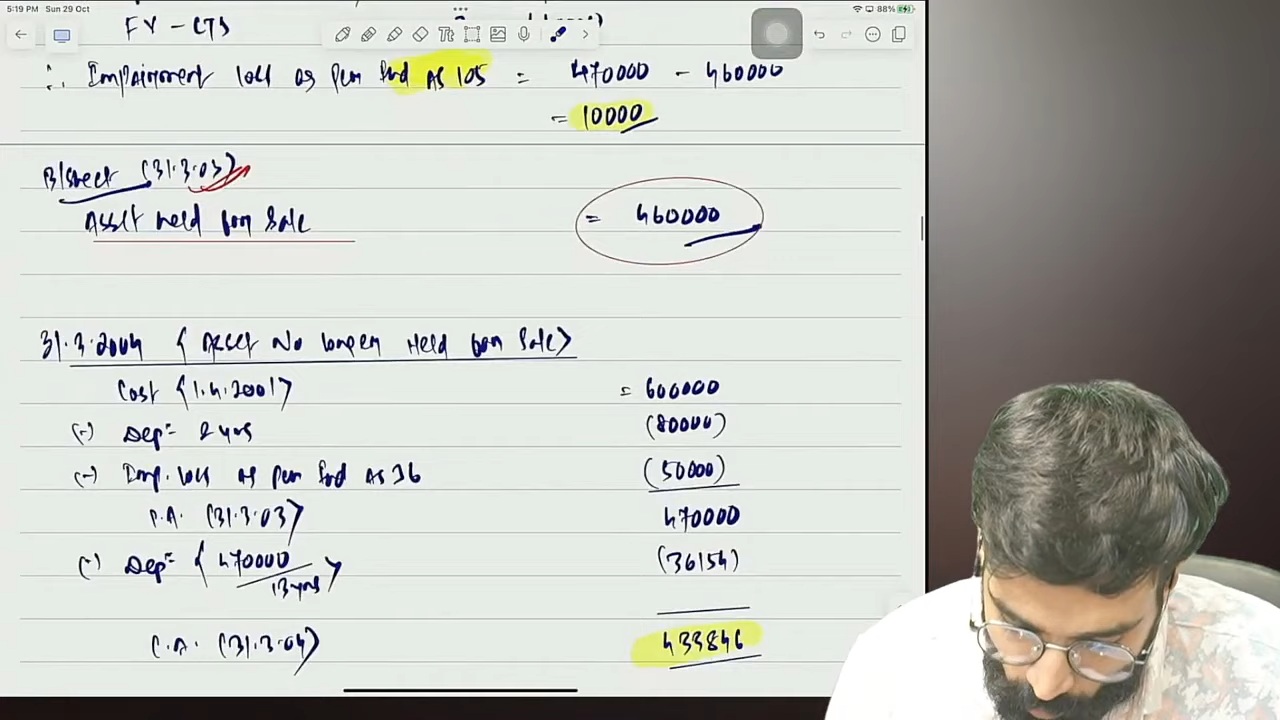 5:19 PM Sun 29 Oct
88%
FV - CTS
∴ Impairment loss as per Ind AS 105 = 470000 - 460000
= 10000
B/sheet (31.3.03)
Asset Held for Sale = 460000
31.3.2004 { Asset No longer Held for Sale}
Cost {1.4.2001} = 600000
(-) Depⁿ 2 yrs (80000)
(-) Imp. loss as per Ind AS 36 (50000)
C.A. (31.3.03) 470000
(-) Depⁿ { 470000 / 13 yrs } (36154)
C.A. (31.3.04) 433846